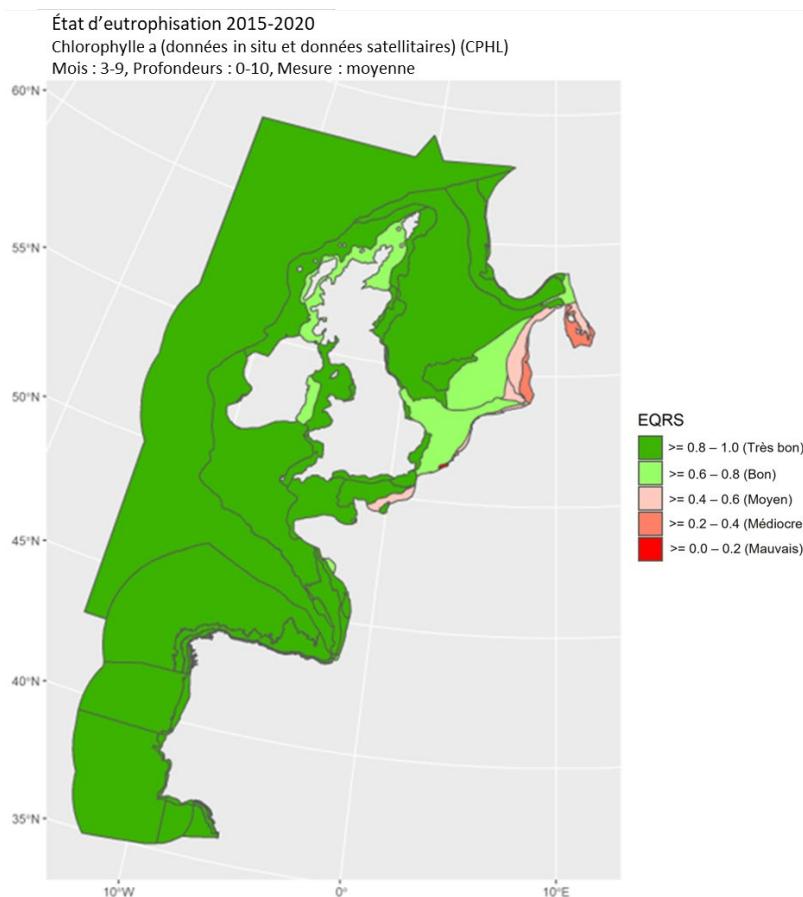 État d’eutrophisation 2015-2020
Chlorophylle a (données in situ et données satellitaires) (CPHL)
Mois : 3-9, Profondeurs : 0-10, Mesure : moyenne
60°N
55°N
50°N
45°N
40°N
35°N
10°W
0°
10°E
EQRS
>= 0.8 – 1.0 (Très bon)
>= 0.6 – 0.8 (Bon)
>= 0.4 – 0.6 (Moyen)
>= 0.2 – 0.4 (Médiocre
>= 0.0 – 0.2 (Mauvais)